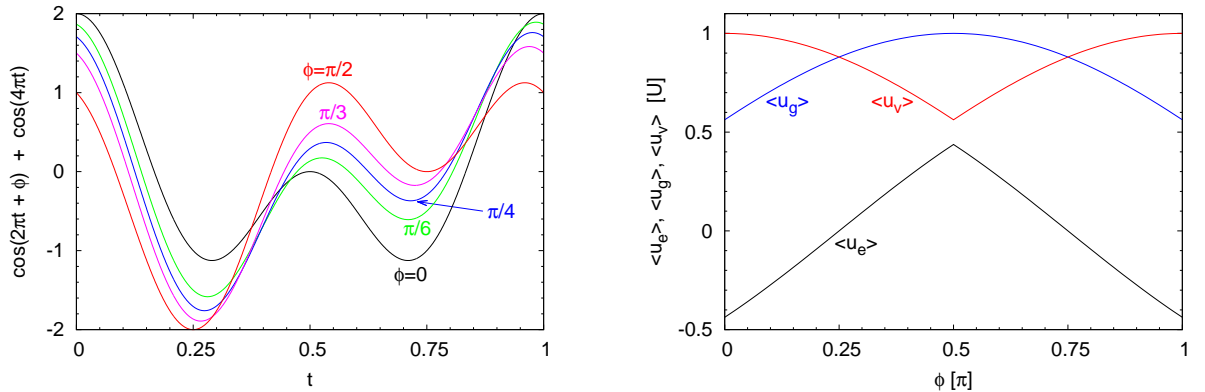 cos(2πt + ϕ) + cos(4πt)
2
1
0
-1
-2
ϕ=π/2
π/3
π/4
π/6
ϕ=0
0
0.25
0.5
0.75
1
t
<u_e>, <u_g>, <u_v> [U]
1
0.5
0
-0.5
<u_g>
<u_v>
<u_e>
0
0.25
0.5
0.75
1
ϕ [π]